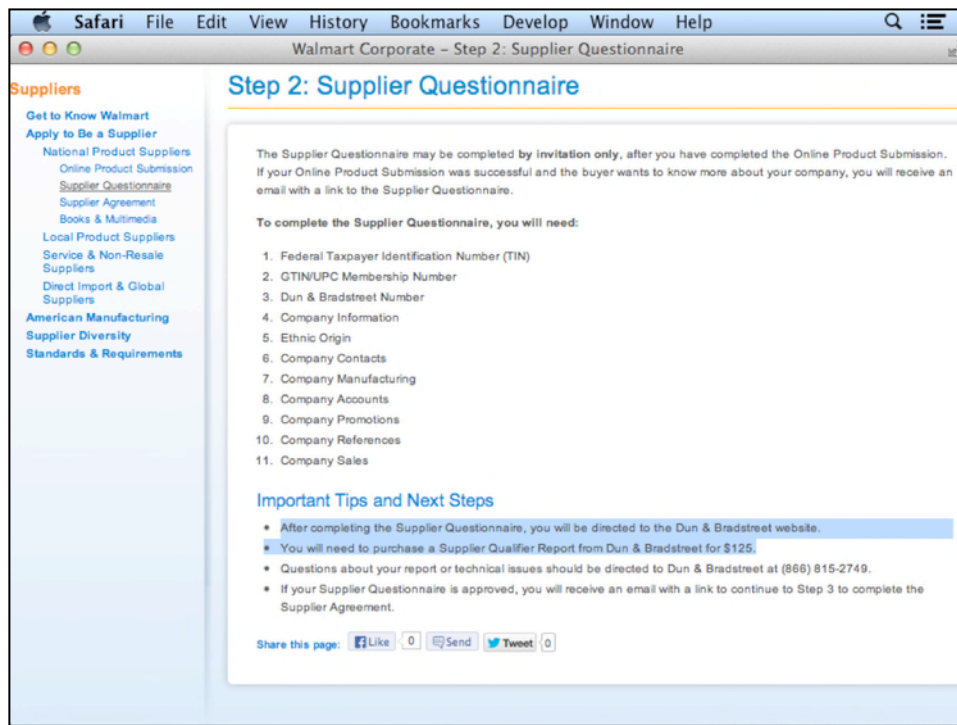 Safari File Edit View History Bookmarks Develop Window Help
Walmart Corporate – Step 2: Supplier Questionnaire
Suppliers
Get to Know Walmart
Apply to Be a Supplier
National Product Suppliers
Online Product Submission
Supplier Questionnaire
Supplier Agreement
Books & Multimedia
Local Product Suppliers
Service & Non-Resale
Suppliers
Direct Import & Global
Suppliers
American Manufacturing
Supplier Diversity
Standards & Requirements
Step 2: Supplier Questionnaire
The Supplier Questionnaire may be completed by invitation only, after you have completed the Online Product Submission.
If your Online Product Submission was successful and the buyer wants to know more about your company, you will receive an
email with a link to the Supplier Questionnaire.
To complete the Supplier Questionnaire, you will need:
1. Federal Taxpayer Identification Number (TIN)
2. GTIN/UPC Membership Number
3. Dun & Bradstreet Number
4. Company Information
5. Ethnic Origin
6. Company Contacts
7. Company Manufacturing
8. Company Accounts
9. Company Promotions
10. Company References
11. Company Sales
Important Tips and Next Steps
• After completing the Supplier Questionnaire, you will be directed to the Dun & Bradstreet website.
• You will need to purchase a Supplier Qualifier Report from Dun & Bradstreet for $125.
• Questions about your report or technical issues should be directed to Dun & Bradstreet at (866) 815-2749.
• If your Supplier Questionnaire is approved, you will receive an email with a link to continue to Step 3 to complete the
Supplier Agreement.
Share this page: Like 0 Send Tweet 0